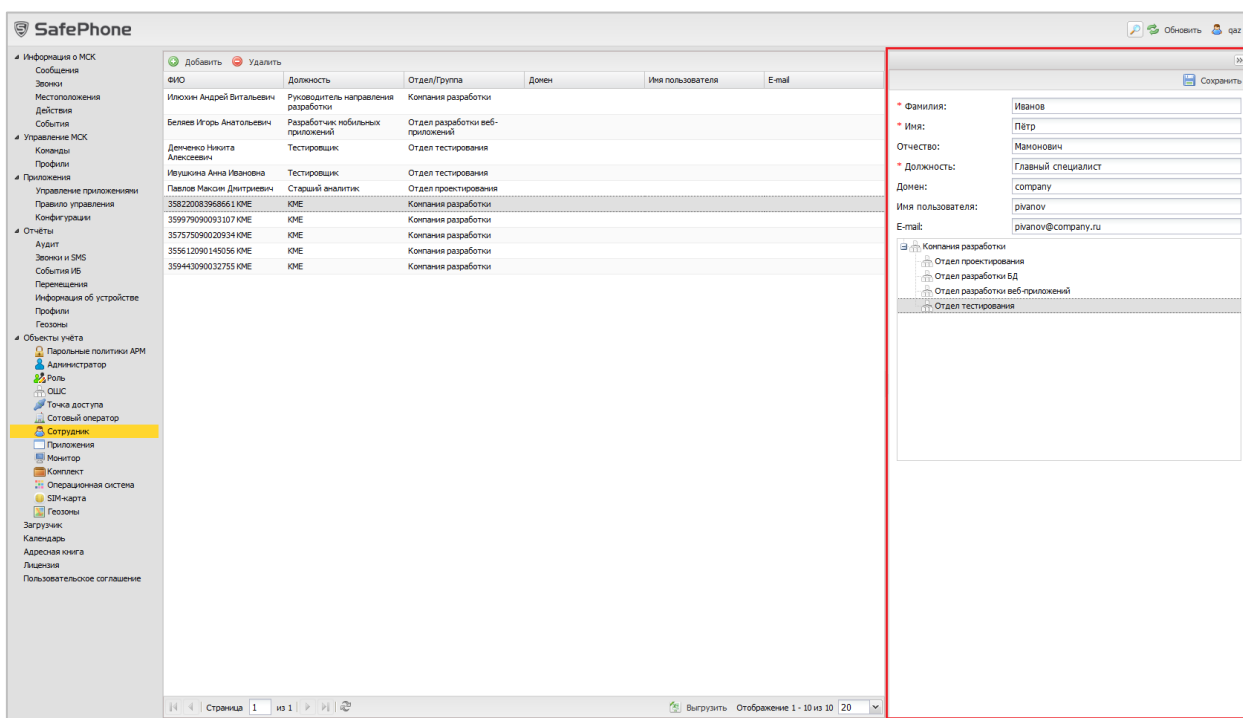 SafePhone
Обновить qaz
Информация о МСК
Сообщения
Звонки
Местоположения
Действия
События
Управление МСК
Команды
Профили
Приложения
Управление приложениями
Правило управления
Конфигурации
Отчёты
Аудит
Звонки и SMS
События ИБ
Перемещения
Информация об устройстве
Профили
Геозоны
Объекты учёта
Парольные политики АРМ
Администратор
Роль
ОШС
Точка доступа
Сотовый оператор
Сотрудник
Приложения
Монитор
Комплект
Операционная система
SIM-карта
Геозоны
Загрузчик
Календарь
Адресная книга
Лицензия
Пользовательское соглашение
Добавить Удалить
ФИО Должность Отдел/Группа Домен Имя пользователя E-mail
Илюхин Андрей Витальевич Руководитель направления Компания разработки
разработки
Беляев Игорь Анатольевич Разработчик мобильных Отдел разработки веб-
приложений приложений
Демченко Никита Тестировщик Отдел тестирования
Алексеевич
Ивушкина Анна Ивановна Тестировщик Отдел тестирования
Павлов Максим Дмитриевич Старший аналитик Отдел проектирования
358220083968661 KME KME Компания разработки
359979090093107 KME KME Компания разработки
357575090020934 KME KME Компания разработки
355612090145056 KME KME Компания разработки
359443090032755 KME KME Компания разработки
Страница 1 из 1 Выгрузить Отображение 1 - 10 из 10 20
Сохранить
* Фамилия: Иванов
* Имя: Пётр
Отчество: Мамонович
* Должность: Главный специалист
Домен: company
Имя пользователя: pivanov
E-mail: pivanov@company.ru
Компания разработки
Отдел проектирования
Отдел разработки БД
Отдел разработки веб-приложений
Отдел тестирования